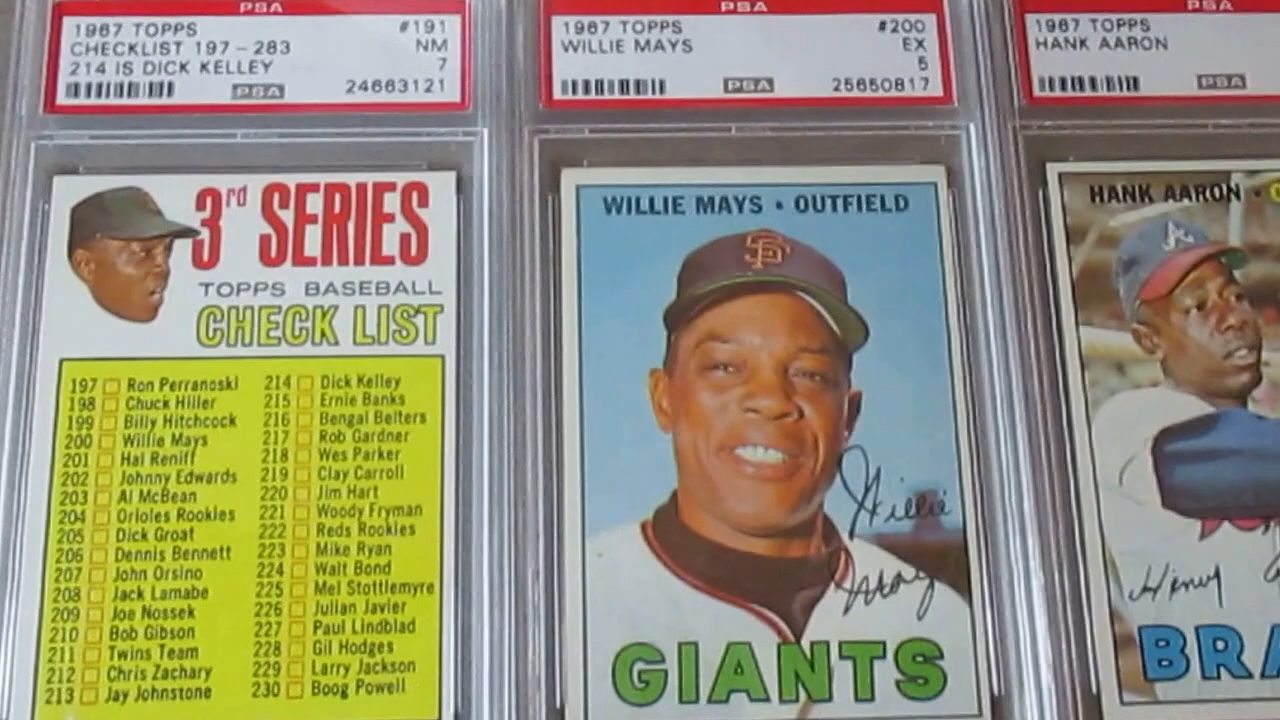 PSA
1967 TOPPS #191
CHECKLIST 197-283 NM
214 IS DICK KELLEY 7
PSA 24663121
3rd SERIES
TOPPS BASEBALL
CHECK LIST
197 Ron Perranoski
198 Chuck Hiller
199 Billy Hitchcock
200 Willie Mays
201 Hal Reniff
202 Johnny Edwards
203 Al McBean
204 Orioles Rookies
205 Dick Groat
206 Dennis Bennett
207 John Orsino
208 Jack Lamabe
209 Joe Nossek
210 Bob Gibson
211 Twins Team
212 Chris Zachary
213 Jay Johnstone
214 Dick Kelley
215 Ernie Banks
216 Bengal Belters
217 Rob Gardner
218 Wes Parker
219 Clay Carroll
220 Jim Hart
221 Woody Fryman
222 Reds Rookies
223 Mike Ryan
224 Walt Bond
225 Mel Stottlemyre
226 Julian Javier
227 Paul Lindblad
228 Gil Hodges
229 Larry Jackson
230 Boog Powell
PSA
1967 TOPPS #200
WILLIE MAYS EX
5
PSA 25650817
WILLIE MAYS • OUTFIELD
SF
Willie
Mays
GIANTS
PSA
1967 TOPPS
HANK AARON
PSA
HANK AARON •
A
Henry
BRA